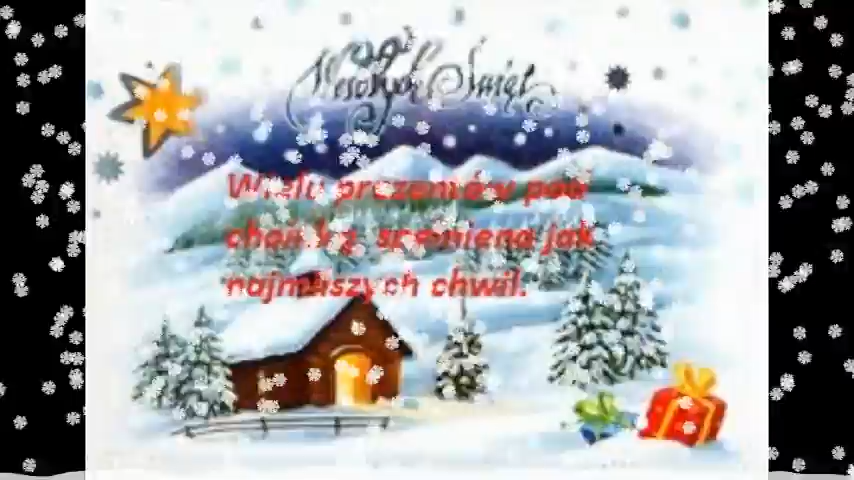 Wesołych Świąt
Wielu prezentów pod
choinką, spełnienia jak
najmilszych chwil.